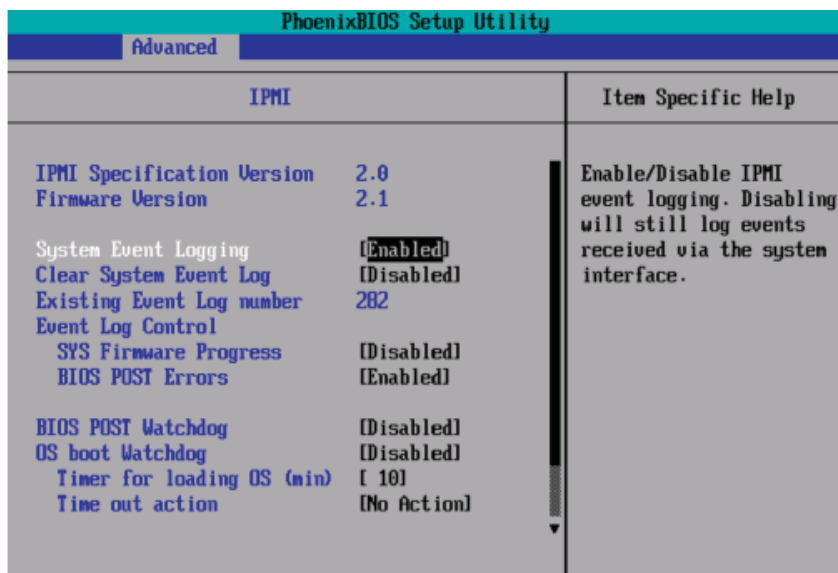 PhoenixBIOS Setup Utility
Advanced
IPMI
Item Specific Help
IPMI Specification Version 2.0
Firmware Version 2.1
System Event Logging [Enabled]
Clear System Event Log [Disabled]
Existing Event Log number 282
Event Log Control
SYS Firmware Progress [Disabled]
BIOS POST Errors [Enabled]
BIOS POST Watchdog [Disabled]
OS boot Watchdog [Disabled]
Timer for loading OS (min) [ 10]
Time out action [No Action]
Enable/Disable IPMI
event logging. Disabling
will still log events
received via the system
interface.